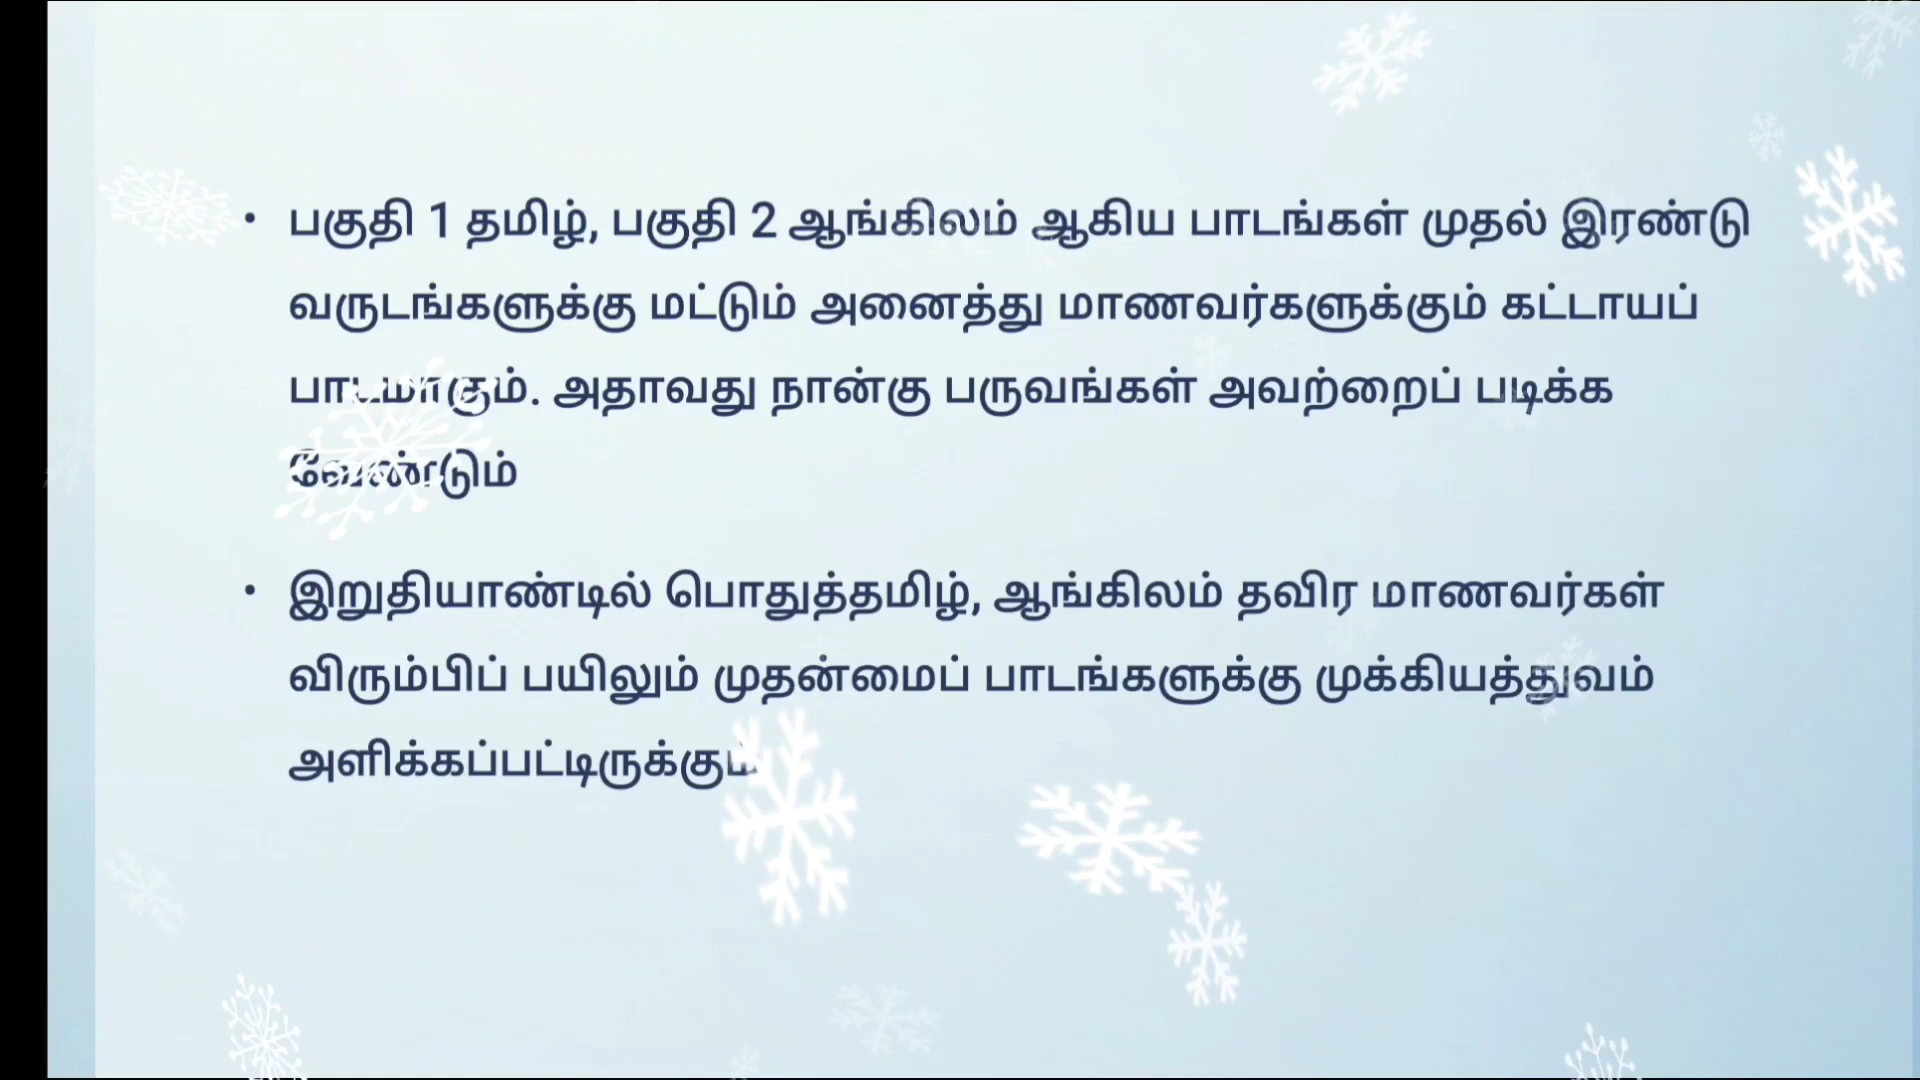 • பகுதி 1 தமிழ், பகுதி 2 ஆங்கிலம் ஆகிய பாடங்கள் முதல் இரண்டு
வருடங்களுக்கு மட்டும் அனைத்து மாணவர்களுக்கும் கட்டாயப்
பாடமாகும். அதாவது நான்கு பருவங்கள் அவற்றைப் படிக்க
வேண்டும்
• இறுதியாண்டில் பொதுத்தமிழ், ஆங்கிலம் தவிர மாணவர்கள்
விரும்பிப் பயிலும் முதன்மைப் பாடங்களுக்கு முக்கியத்துவம்
அளிக்கப்பட்டிருக்கும்